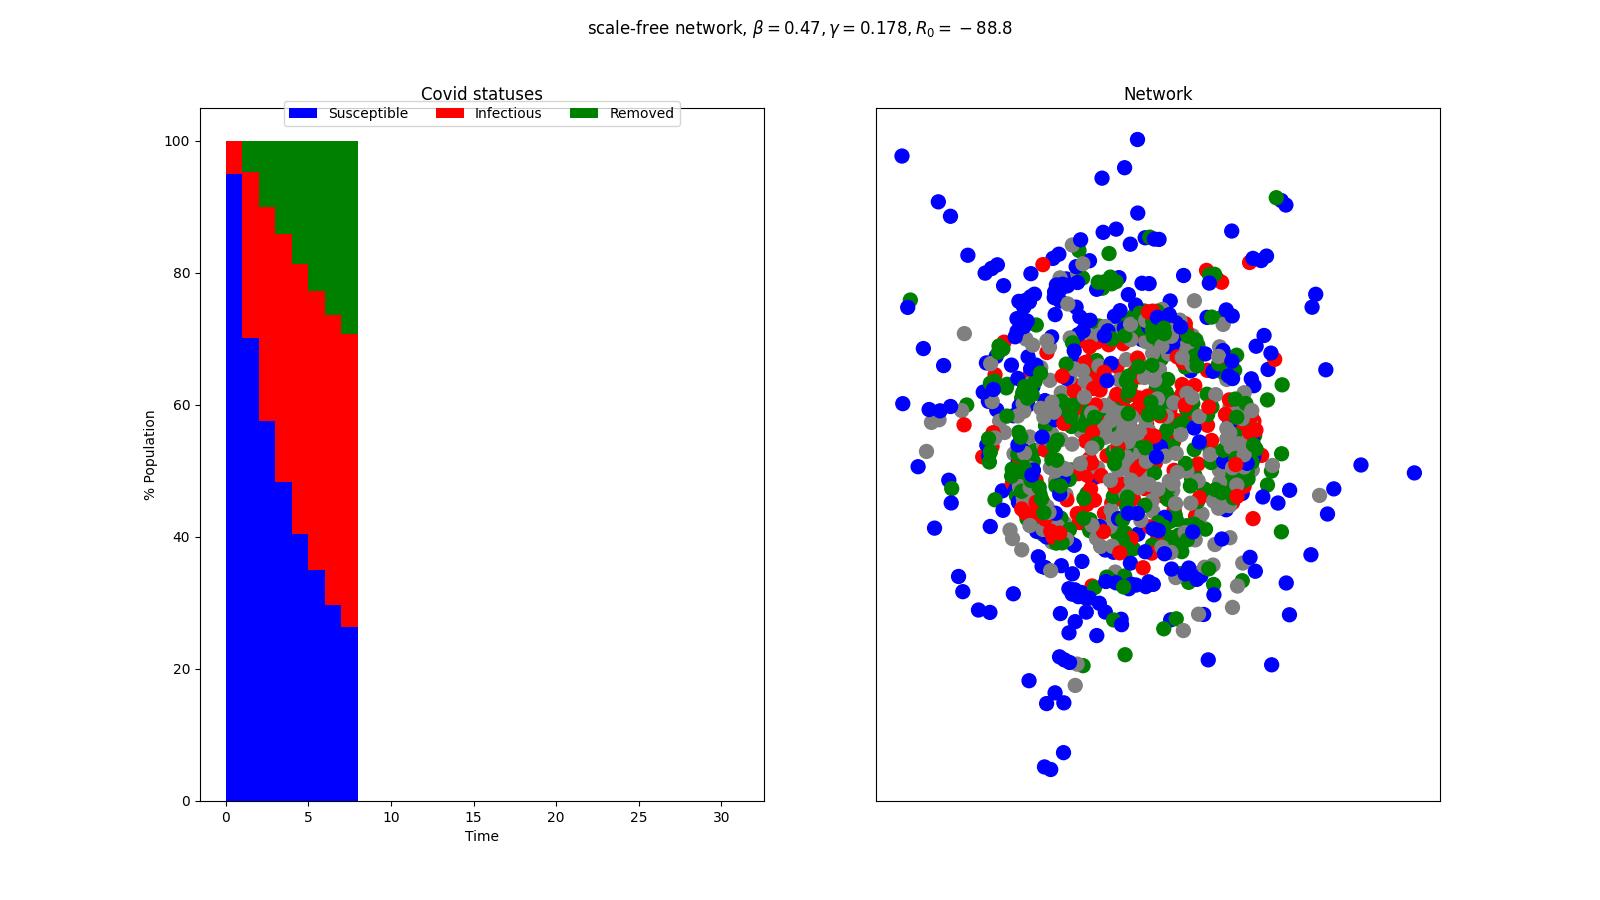 scale-free network, β = 0.47, γ = 0.178, R₀ = −88.8
Covid statuses
Susceptible Infectious Removed
100
80
60
40
20
0
% Population
0 5 10 15 20 25 30
Time
Network